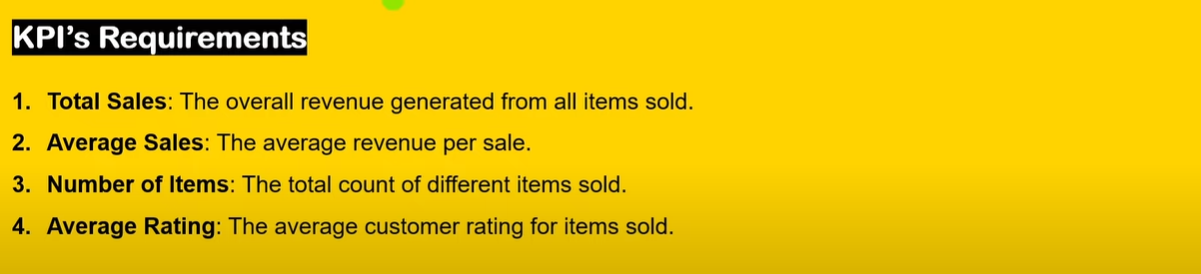 KPI’s Requirements
1. Total Sales: The overall revenue generated from all items sold.
2. Average Sales: The average revenue per sale.
3. Number of Items: The total count of different items sold.
4. Average Rating: The average customer rating for items sold.